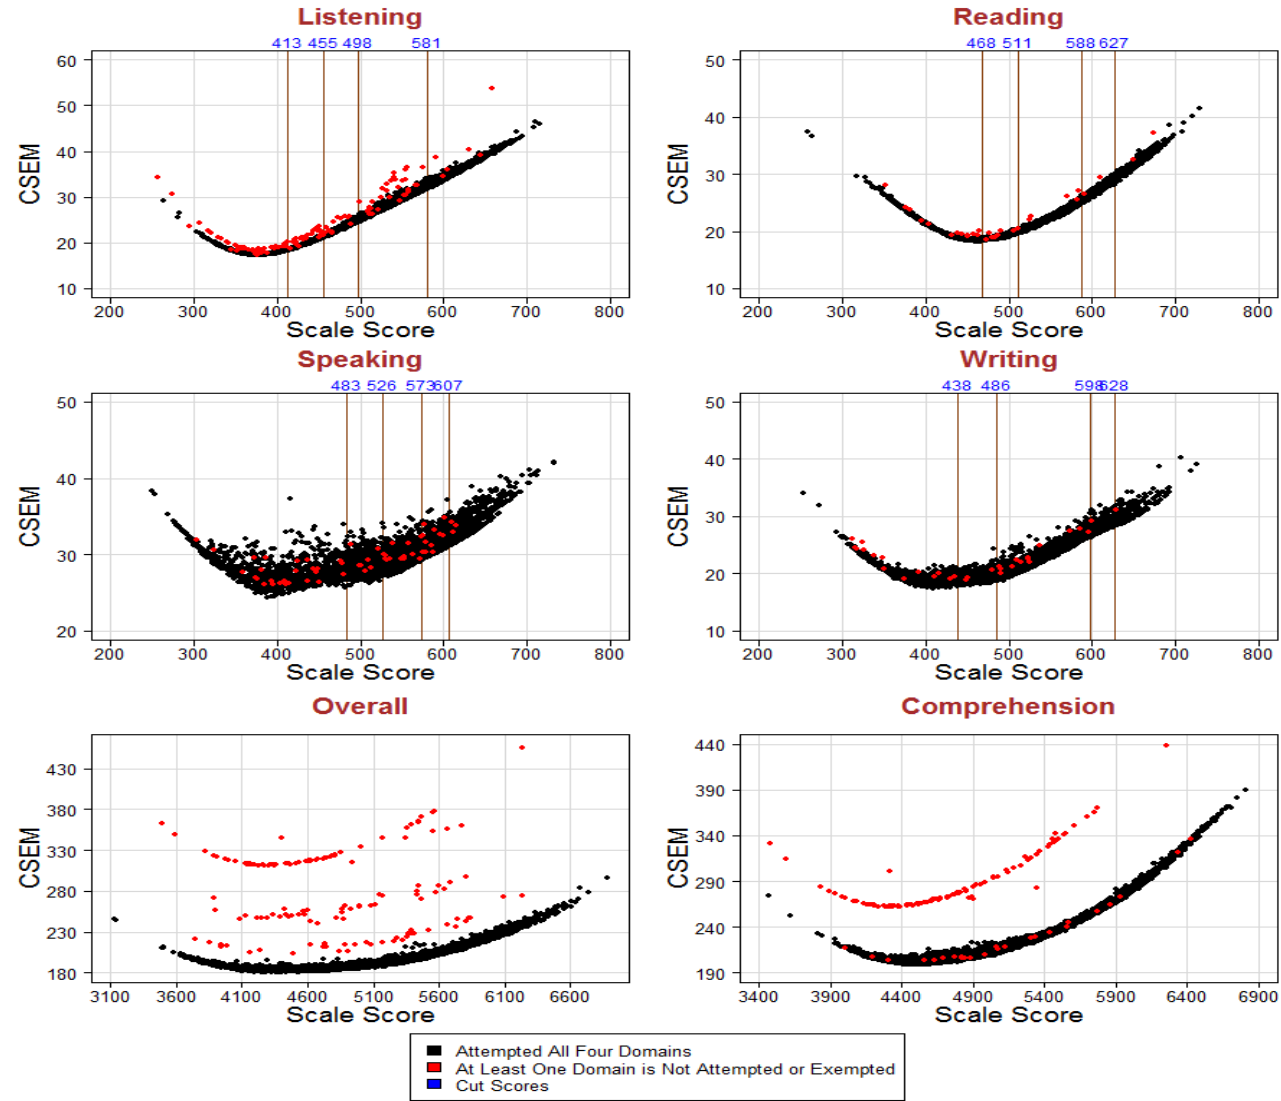 Listening
413 455 498 581
60
50
40
30
20
10
CSEM
200 300 400 500 600 700 800
Scale Score
Reading
468 511 588 627
50
40
30
20
10
CSEM
200 300 400 500 600 700 800
Scale Score
Speaking
483 526 573 607
50
40
30
20
CSEM
200 300 400 500 600 700 800
Scale Score
Writing
438 486 598 628
50
40
30
20
10
CSEM
200 300 400 500 600 700 800
Scale Score
Overall
430
380
330
280
230
180
CSEM
3100 3600 4100 4600 5100 5600 6100 6600
Scale Score
Comprehension
440
390
340
290
240
190
CSEM
3400 3900 4400 4900 5400 5900 6400 6900
Scale Score
Attempted All Four Domains
At Least One Domain is Not Attempted or Exempted
Cut Scores